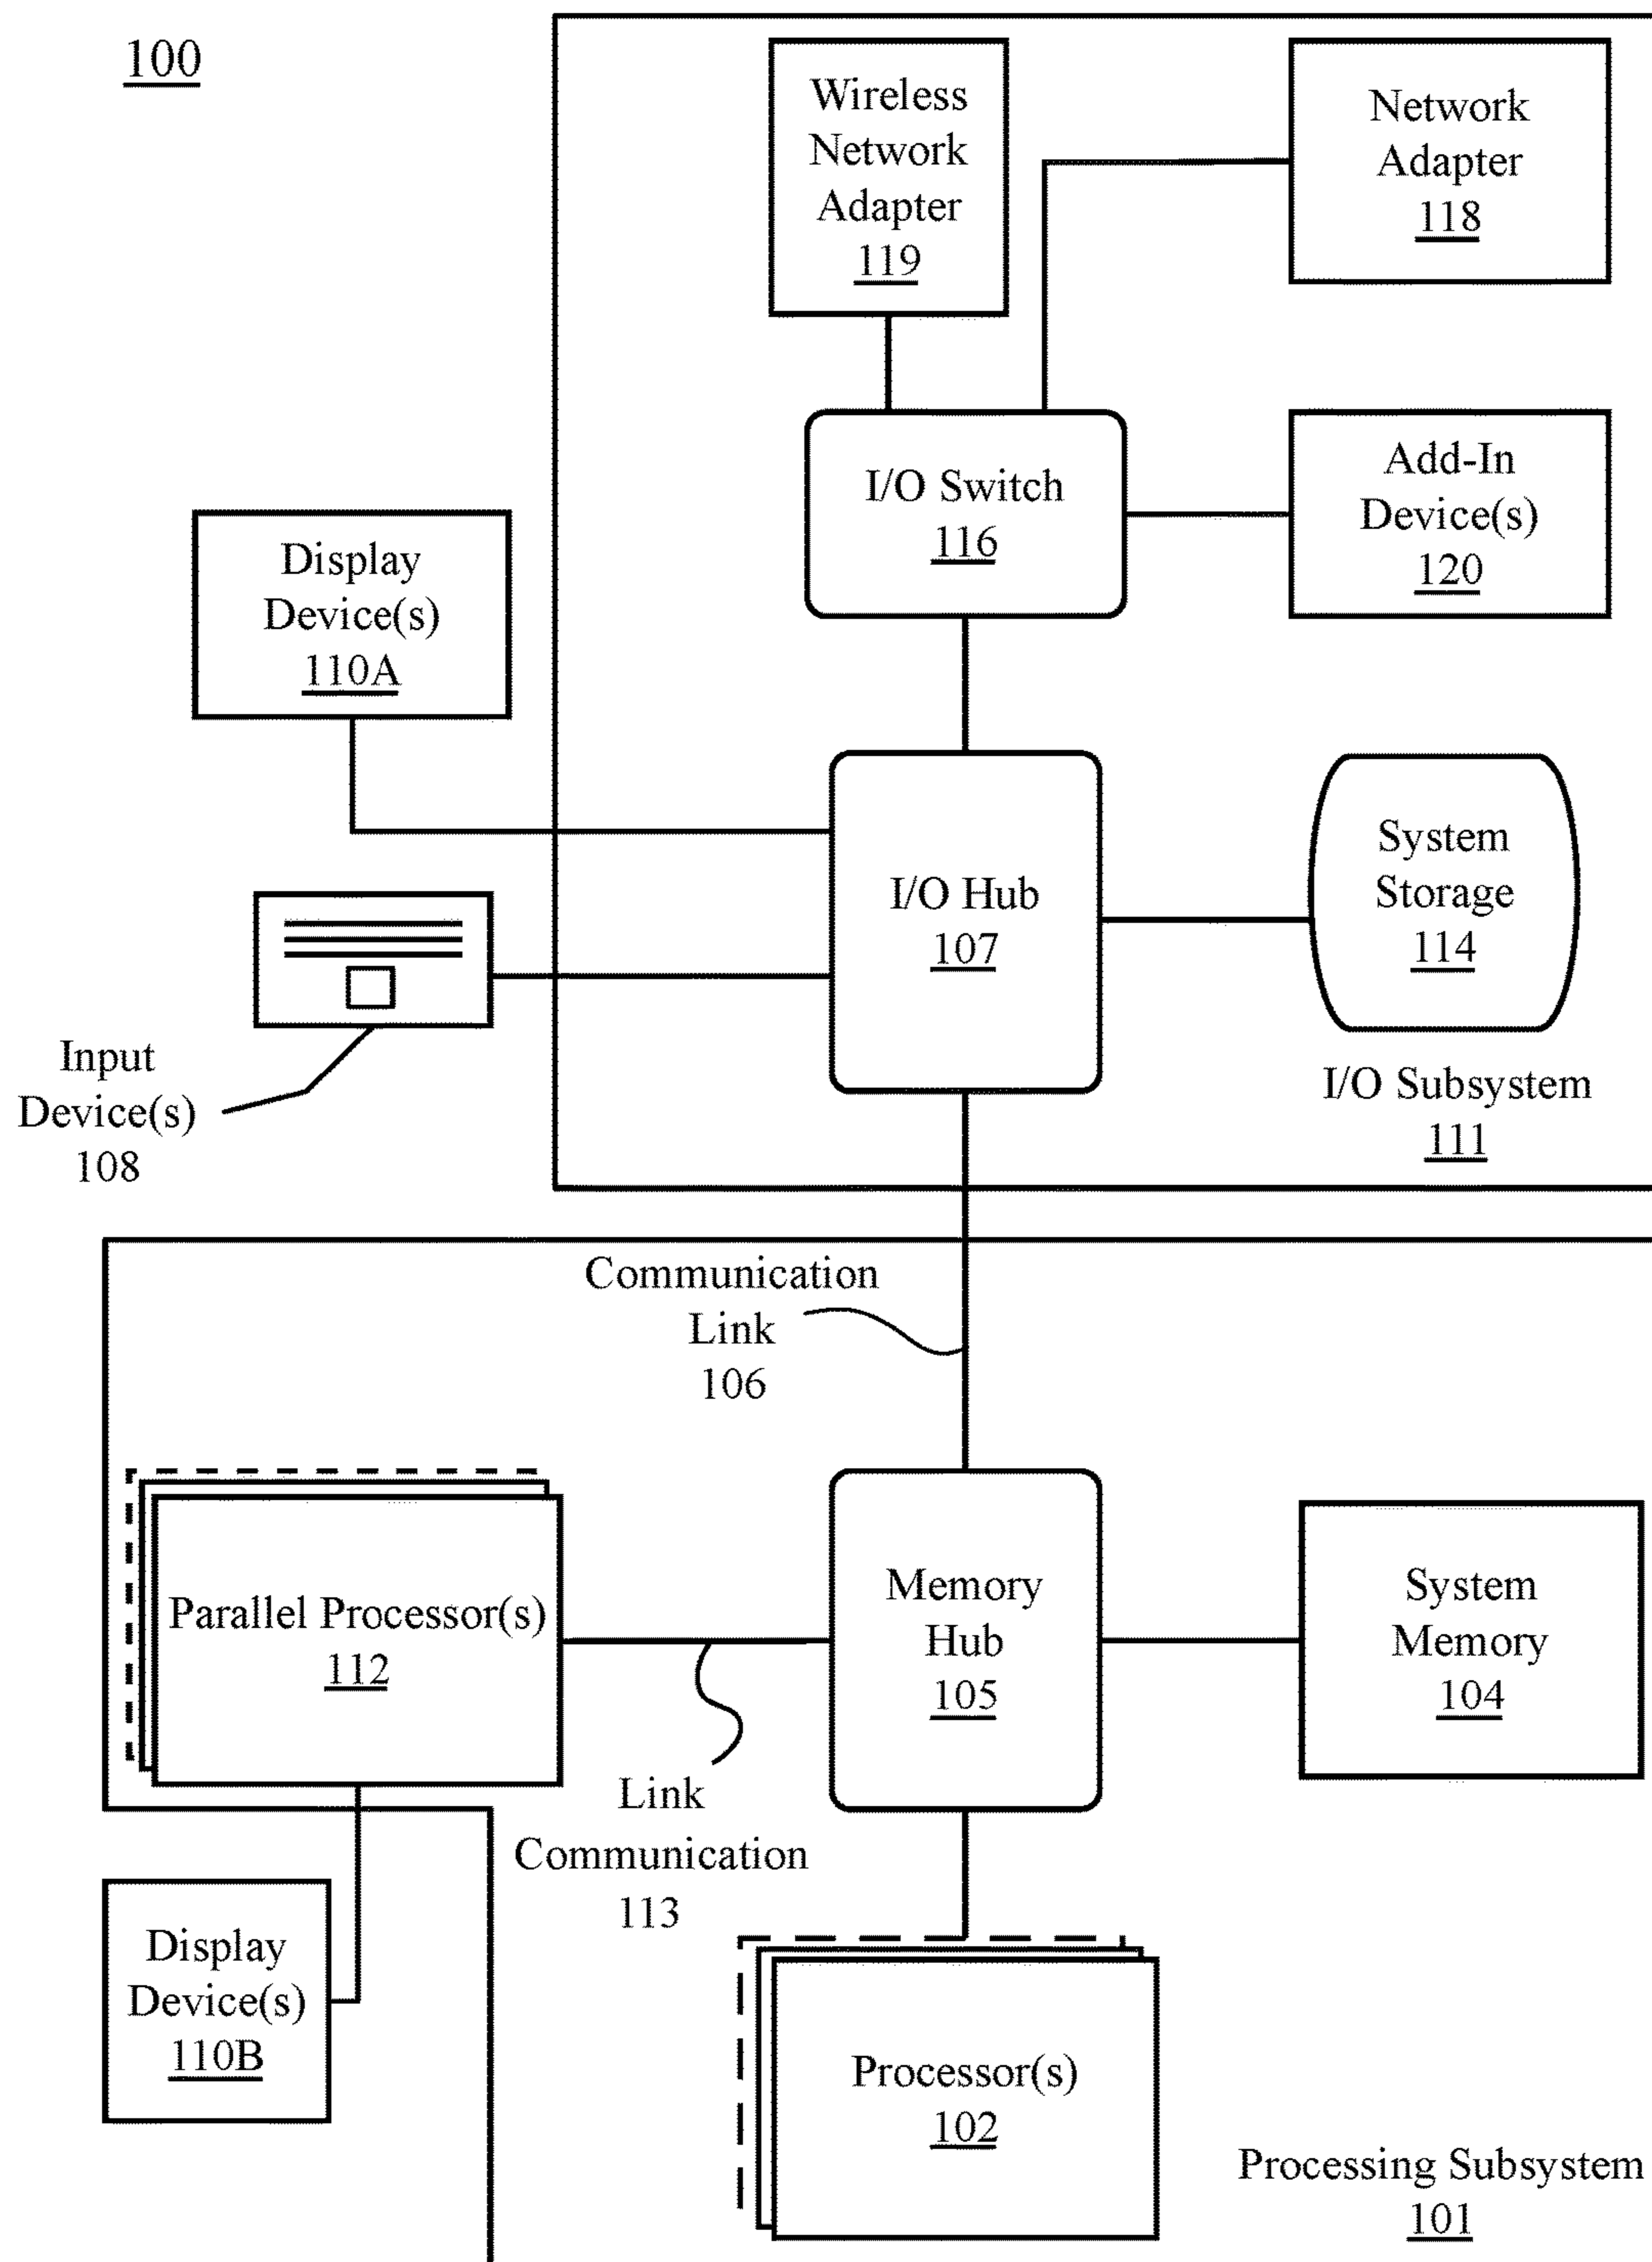 100
Wireless
Network
Adapter
119
Network
Adapter
118
I/O Switch
116
Add-In
Device(s)
120
Display
Device(s)
110A
I/O Hub
107
System
Storage
114
Input
Device(s)
108
I/O Subsystem
111
Communication
Link
106
Parallel Processor(s)
112
Memory
Hub
105
System
Memory
104
Link
Communication
113
Display
Device(s)
110B
Processor(s)
102
Processing Subsystem
101